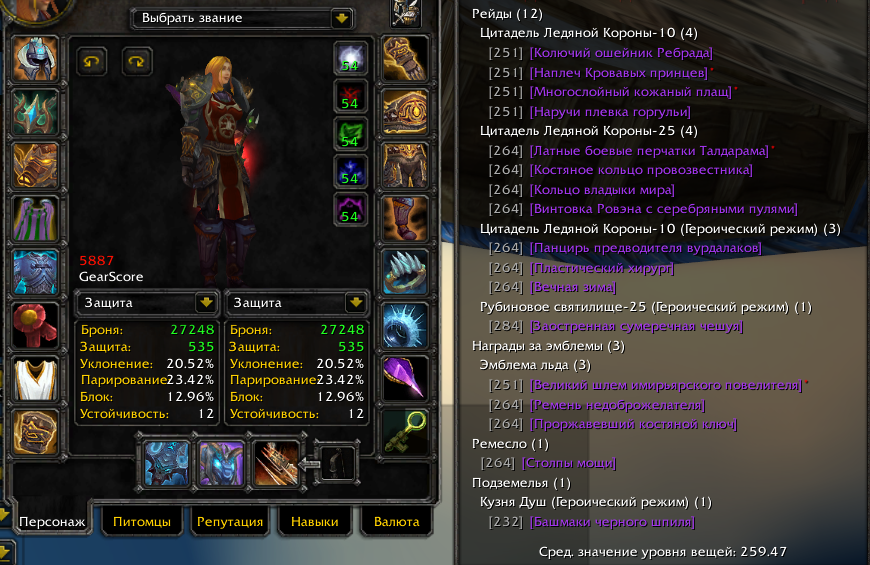 Выбрать звание
54
54
54
54
54
5887
GearScore
Защита
Броня: 27248
Защита: 535
Уклонение: 20.52%
Парирование 23.42%
Блок: 12.96%
Устойчивость: 12
Защита
Броня: 27248
Защита: 535
Уклонение: 20.52%
Парирование 23.42%
Блок: 12.96%
Устойчивость: 12
Персонаж
Питомцы
Репутация
Навыки
Валюта
Рейды (12)
Цитадель Ледяной Короны-10 (4)
[251] [Колючий ошейник Ребрада]
[251] [Наплеч Кровавых принцев]*
[251] [Многослойный кожаный плащ]*
[251] [Наручи плевка горгульи]
Цитадель Ледяной Короны-25 (4)
[264] [Латные боевые перчатки Талдарама]*
[264] [Костяное кольцо провозвестника]
[264] [Кольцо владыки мира]
[264] [Винтовка Ровэна с серебряными пулями]
Цитадель Ледяной Короны-10 (Героический режим) (3)
[264] [Панцирь предводителя вурдалаков]
[264] [Пластический хирург]
[264] [Вечная зима]
Рубиновое святилище-25 (Героический режим) (1)
[284] [Заостренная сумеречная чешуя]
Награды за эмблемы (3)
Эмблема льда (3)
[251] [Великий шлем имирьярского повелителя]*
[264] [Ремень недоброжелателя]
[264] [Проржавевший костяной ключ]
Ремесло (1)
[264] [Столпы мощи]
Подземелья (1)
Кузня Душ (Героический режим) (1)
[232] [Башмаки черного шпиля]
Сред. значение уровня вещей: 259.47